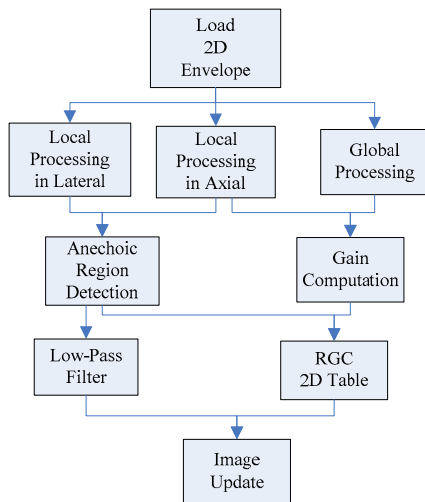 Load
2D
Envelope
Local
Processing
in Lateral
Local
Processing
in Axial
Global
Processing
Anechoic
Region
Detection
Gain
Computation
Low-Pass
Filter
RGC
2D Table
Image
Update